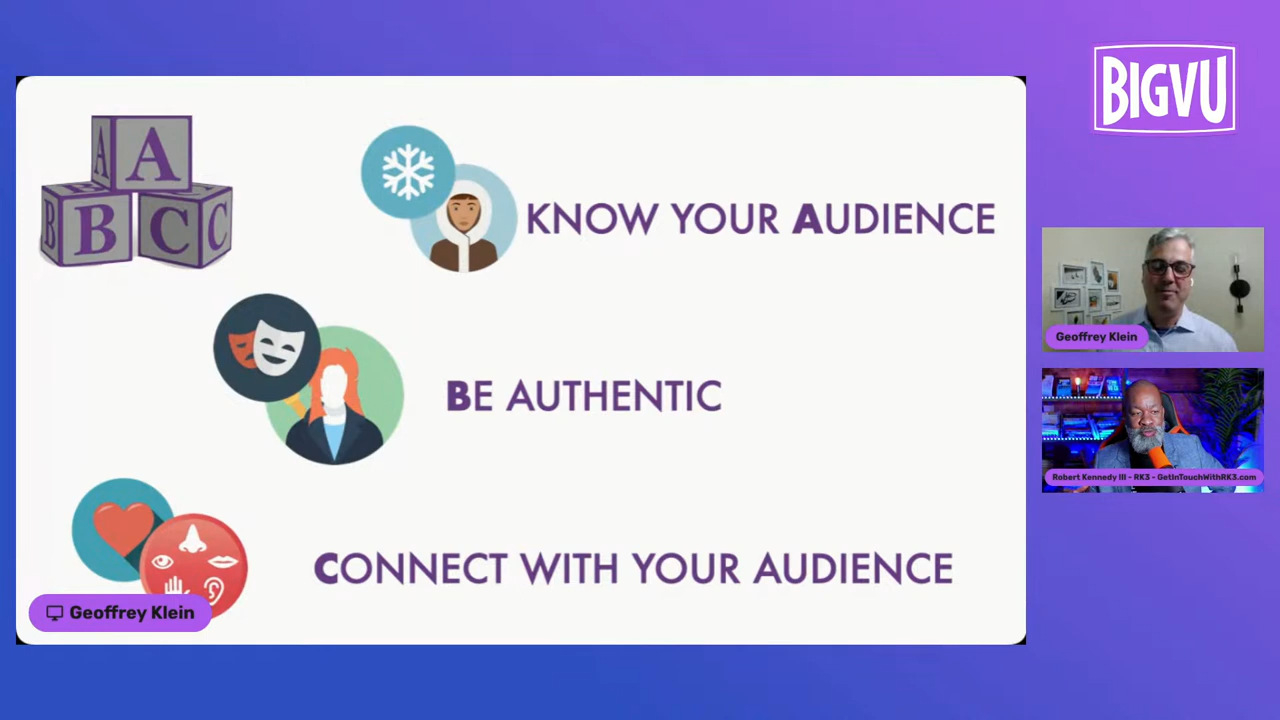 BIGVU
A A
B B C C
KNOW YOUR AUDIENCE
BE AUTHENTIC
CONNECT WITH YOUR AUDIENCE
Geoffrey Klein
Geoffrey Klein
Robert Kennedy III - RK3 - GetInTouchWithRK3.com